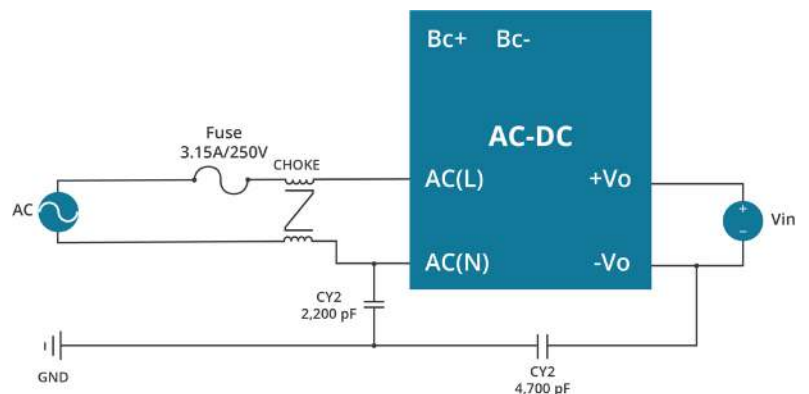 Bc+ Bc-
AC-DC
Fuse
3.15A/250V
CHOKE
AC(L)
+Vo
AC
Vin
AC(N)
-Vo
CY2
2,200 pF
GND
CY2
4,700 pF